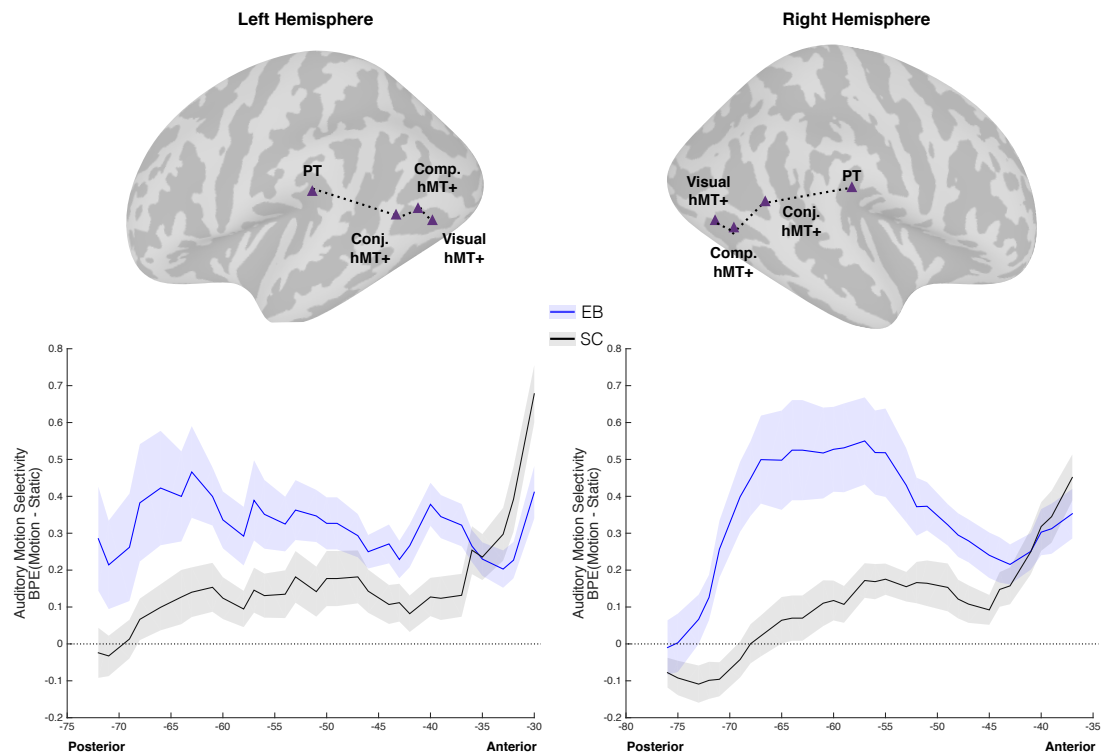 Left Hemisphere
Right Hemisphere
PT
Comp.
hMT+
Conj.
hMT+
Visual
hMT+
Visual
hMT+
Comp.
hMT+
Conj.
hMT+
PT
EB
SC
Auditory Motion Selectivity
BPE(Motion - Static)
0.8
0.7
0.6
0.5
0.4
0.3
0.2
0.1
0
-0.1
-0.2
-75 -70 -65 -60 -55 -50 -45 -40 -35 -30
Posterior Anterior
Auditory Motion Selectivity
BPE(Motion - Static)
0.8
0.7
0.6
0.5
0.4
0.3
0.2
0.1
0
-0.1
-0.2
-80 -75 -70 -65 -60 -55 -50 -45 -40 -35
Posterior Anterior